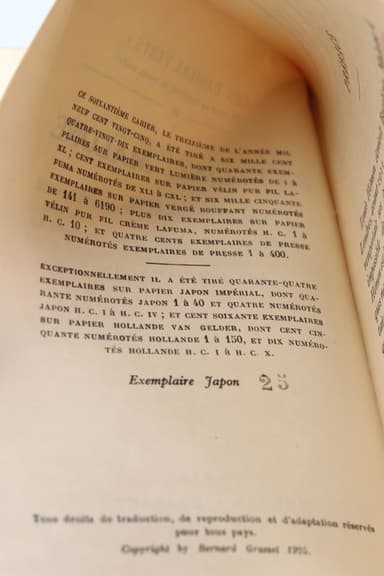 CE SOIXANTIÈME CAHIER, LE TREIZIÈME DE L'ANNÉE MIL
NEUF CENT VINGT-CINQ, A ÉTÉ TIRÉ A SIX MILLE CENT
QUATRE-VINGT-DIX EXEMPLAIRES, DONT QUARANTE EXEM-
PLAIRES SUR PAPIER VERT LUMIÈRE NUMÉROTÉS DE I à
XL ; CENT EXEMPLAIRES SUR PAPIER VÉLIN PUR FIL LA-
FUMA NUMÉROTÉS DE XLI à CXL ; ET SIX MILLE CINQUANTE
EXEMPLAIRES SUR PAPIER VERGÉ BOUFFANT NUMÉROTÉS
DE 141 à 6190 ; PLUS DIX EXEMPLAIRES SUR PAPIER
VÉLIN PUR FIL CRÈME LAFUMA, NUMÉROTÉS H. C. 1 à
H. C. 10 ; ET QUATRE CENTS EXEMPLAIRES DE PRESSE
NUMÉROTÉS EXEMPLAIRES DE PRESSE 1 à 400.
EXCEPTIONNELLEMENT IL A ÉTÉ TIRÉ QUARANTE-QUATRE
EXEMPLAIRES SUR PAPIER JAPON IMPÉRIAL, DONT QUA-
RANTE NUMÉROTÉS JAPON 1 à 40 ET QUATRE NUMÉROTÉS
JAPON H. C. I à H. C. IV ; ET CENT SOIXANTE EXEMPLAIRES
SUR PAPIER HOLLANDE VAN GELDER, DONT CENT CIN-
QUANTE NUMÉROTÉS HOLLANDE 1 à 150, ET DIX NUMÉRO-
TÉS HOLLANDE H. C. I à H. C. X.
Exemplaire Japon 25
Tous droits de traduction, de reproduction et d'adaptation réservés
pour tous pays.
Copyright by Bernard Grasset 1925.